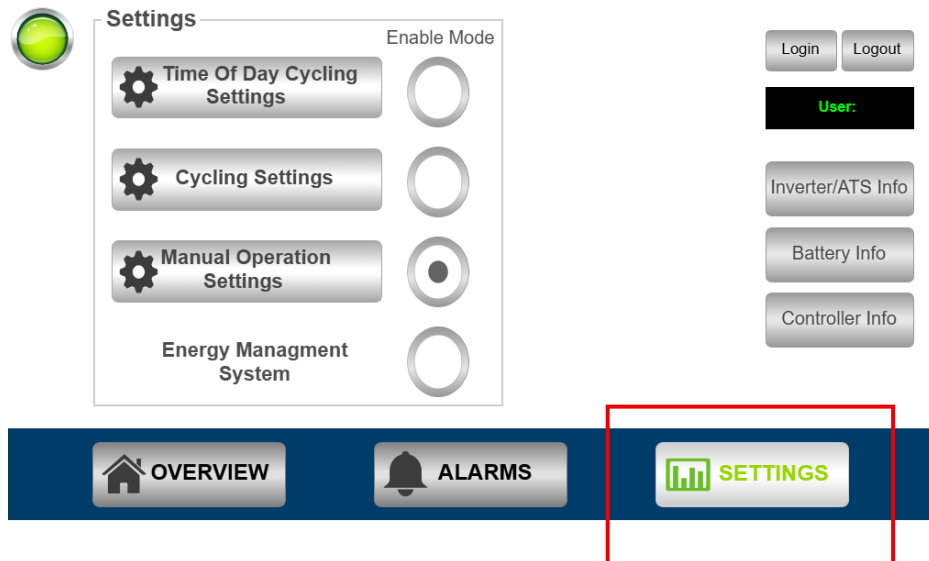 Settings
Enable Mode
Time Of Day Cycling
Settings
Cycling Settings
Manual Operation
Settings
Energy Managment
System
Login
Logout
User:
Inverter/ATS Info
Battery Info
Controller Info
OVERVIEW
ALARMS
SETTINGS